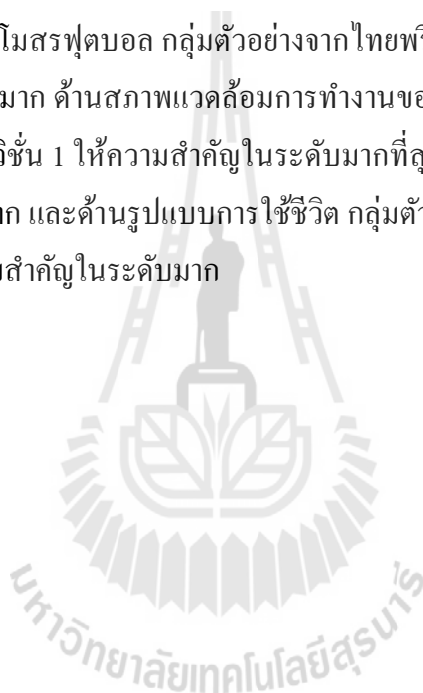 โมสรฟุตบอล กลุ่มตัวอย่างจากไทยพรี
มาก ด้านสภาพแวดล้อมการทำงานขอ
วิชั่น 1 ให้ความสำคัญในระดับมากที่สุ
ก และด้านรูปแบบการใช้ชีวิต กลุ่มตั
มสำคัญในระดับมาก
มหาวิทยาลัยเทคโนโลยีสุรนารี